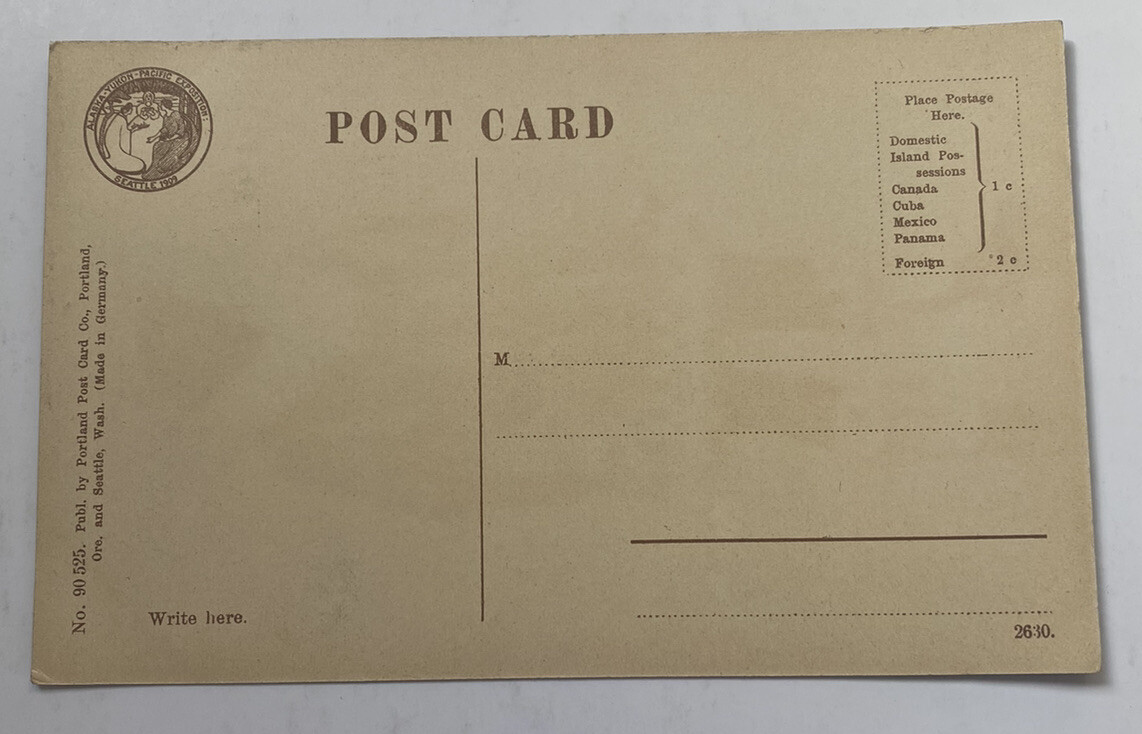 ALASKA-YUKON-PACIFIC EXPOSITION:
SEATTLE 1909
POST CARD
Place Postage
Here.
Domestic
Island Pos-
sessions
Canada
Cuba
Mexico
Panama
1 c
Foreign 2 c
No. 90 525. Publ. by Portland Post Card Co., Portland,
Ore. and Seattle, Wash. (Made in Germany.)
M
Write here.
2630.